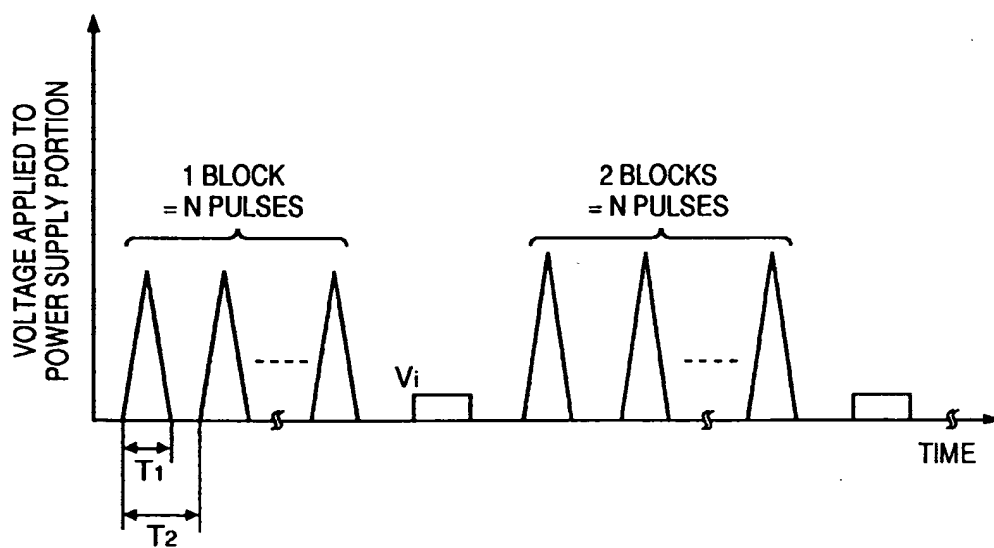 VOLTAGE APPLIED TO
POWER SUPPLY PORTION
1 BLOCK
= N PULSES
2 BLOCKS
= N PULSES
Vi
TIME
T1
T2